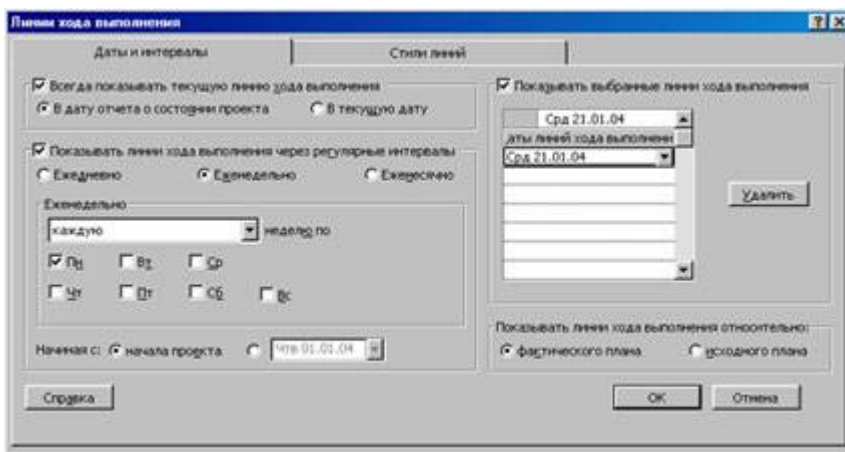 Линии хода выполнения
Даты и интервалы
Стили линий
Всегда показывать текущую линию хода выполнения
В дату отчета о состоянии проекта
В текущую дату
Показывать линии хода выполнения через регулярные интервалы
Ежедневно
Еженедельно
Ежемесячно
Еженедельно
каждую
неделю по
Пн
Вт
Ср
Чт
Пт
Сб
Вс
Начиная с:
начала проекта
Чтв 01.01.04
Показывать выбранные линии хода выполнения
Срд 21.01.04
аты линий хода выполнени
Срд 21.01.04
Удалить
Показывать линии хода выполнения относительно:
фактического плана
исходного плана
Справка
ОК
Отмена